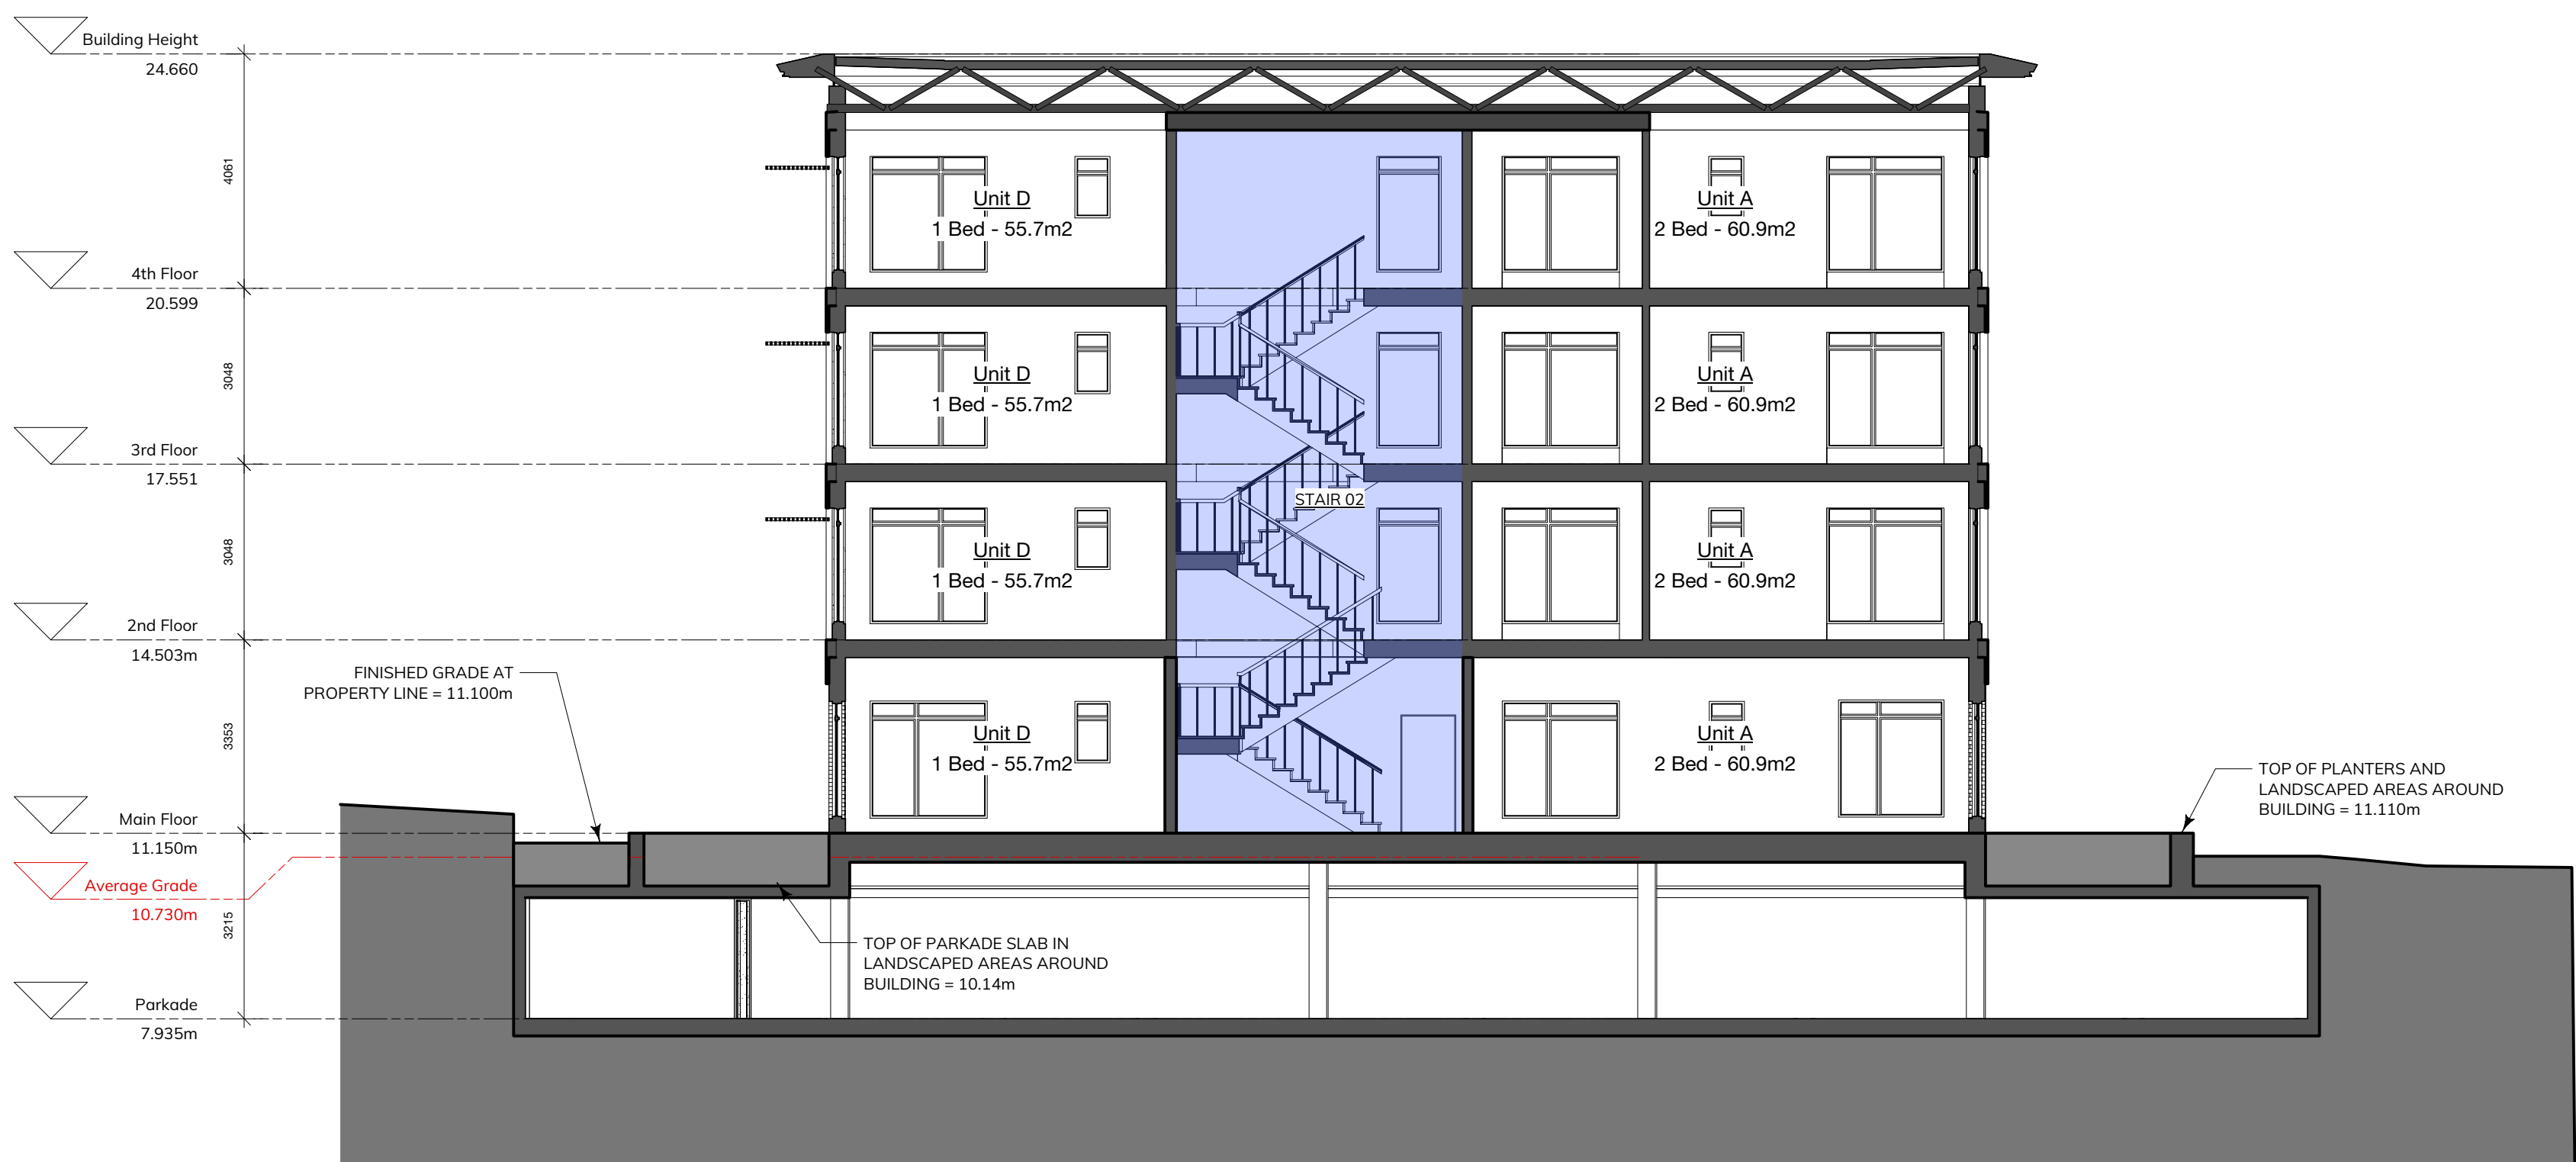 Building Height
24.660
4061
4th Floor
20.599
3048
3rd Floor
17.551
3048
2nd Floor
14.503m
3353
Main Floor
11.150m
Average Grade
10.730m
3215
Parkade
7.935m
FINISHED GRADE AT
PROPERTY LINE = 11.100m
Unit D
1 Bed - 55.7m2
Unit A
2 Bed - 60.9m2
Unit D
1 Bed - 55.7m2
Unit A
2 Bed - 60.9m2
STAIR 02
Unit D
1 Bed - 55.7m2
Unit A
2 Bed - 60.9m2
Unit D
1 Bed - 55.7m2
Unit A
2 Bed - 60.9m2
TOP OF PLANTERS AND
LANDSCAPED AREAS AROUND
BUILDING = 11.110m
TOP OF PARKADE SLAB IN
LANDSCAPED AREAS AROUND
BUILDING = 10.14m